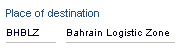 Place of destination
BHBLZ Bahrain Logistic Zone